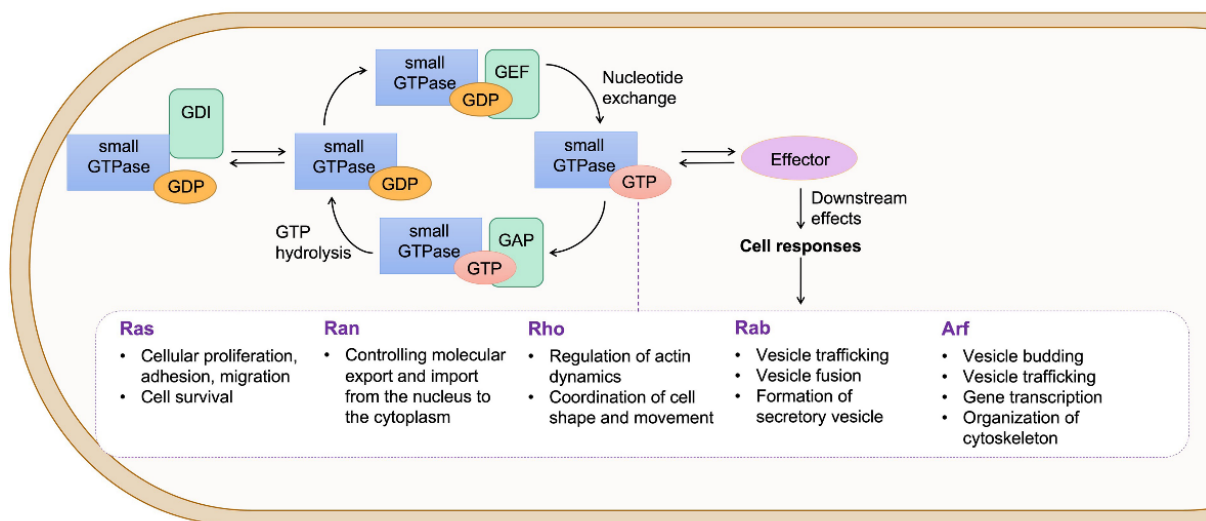 small
GTPase
GDI
GDP
small
GTPase
GDP
small
GTPase
GEF
GDP
Nucleotide
exchange
small
GTPase
GTP
Effector
Downstream
effects
Cell responses
small
GTPase
GAP
GTP
GTP
hydrolysis
Ras
• Cellular proliferation,
adhesion, migration
• Cell survival
Ran
• Controlling molecular
export and import
from the nucleus to
the cytoplasm
Rho
• Regulation of actin
dynamics
• Coordination of cell
shape and movement
Rab
• Vesicle trafficking
• Vesicle fusion
• Formation of
secretory vesicle
Arf
• Vesicle budding
• Vesicle trafficking
• Gene transcription
• Organization of
cytoskeleton